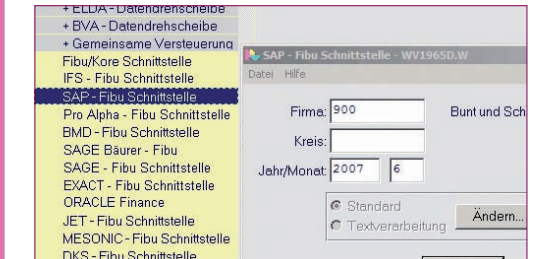 + ELDA - Datendrehscheibe
+ BVA - Datendrehscheibe
+ Gemeinsame Versteuerung
Fibu/Kore Schnittstelle
IFS - Fibu Schnittstelle
SAP - Fibu Schnittstelle
Pro Alpha - Fibu Schnittstelle
BMD - Fibu Schnittstelle
SAGE Bäurer - Fibu
SAGE - Fibu Schnittstelle
EXACT - Fibu Schnittstelle
ORACLE Finance
JET - Fibu Schnittstelle
MESONIC - Fibu Schnittstelle
DKS - Fibu Schnittstelle
SAP - Fibu Schnittstelle - WV1965D.W
Datei Hilfe
Firma: 900 Bunt und Sch
Kreis:
Jahr/Monat: 2007 6
Standard
Textverarbeitung
Ändern...